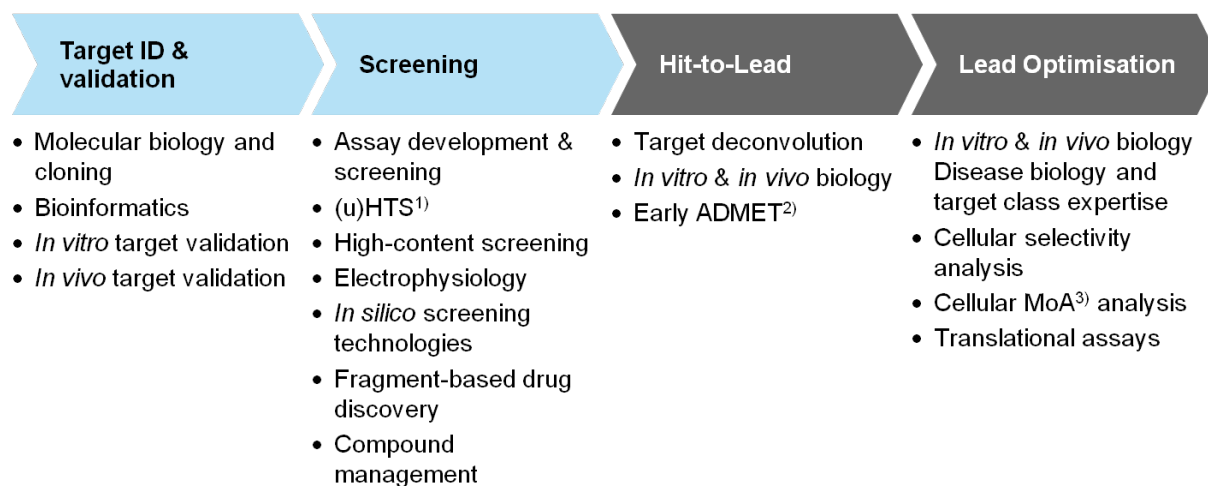 Target ID &
validation
Screening
Hit-to-Lead
Lead Optimisation
• Molecular biology and
cloning
• Bioinformatics
• In vitro target validation
• In vivo target validation
• Assay development &
screening
• (u)HTS1)
• High-content screening
• Electrophysiology
• In silico screening
technologies
• Fragment-based drug
discovery
• Compound
management
• Target deconvolution
• In vitro & in vivo biology
• Early ADMET2)
• In vitro & in vivo biology
Disease biology and
target class expertise
• Cellular selectivity
analysis
• Cellular MoA3) analysis
• Translational assays